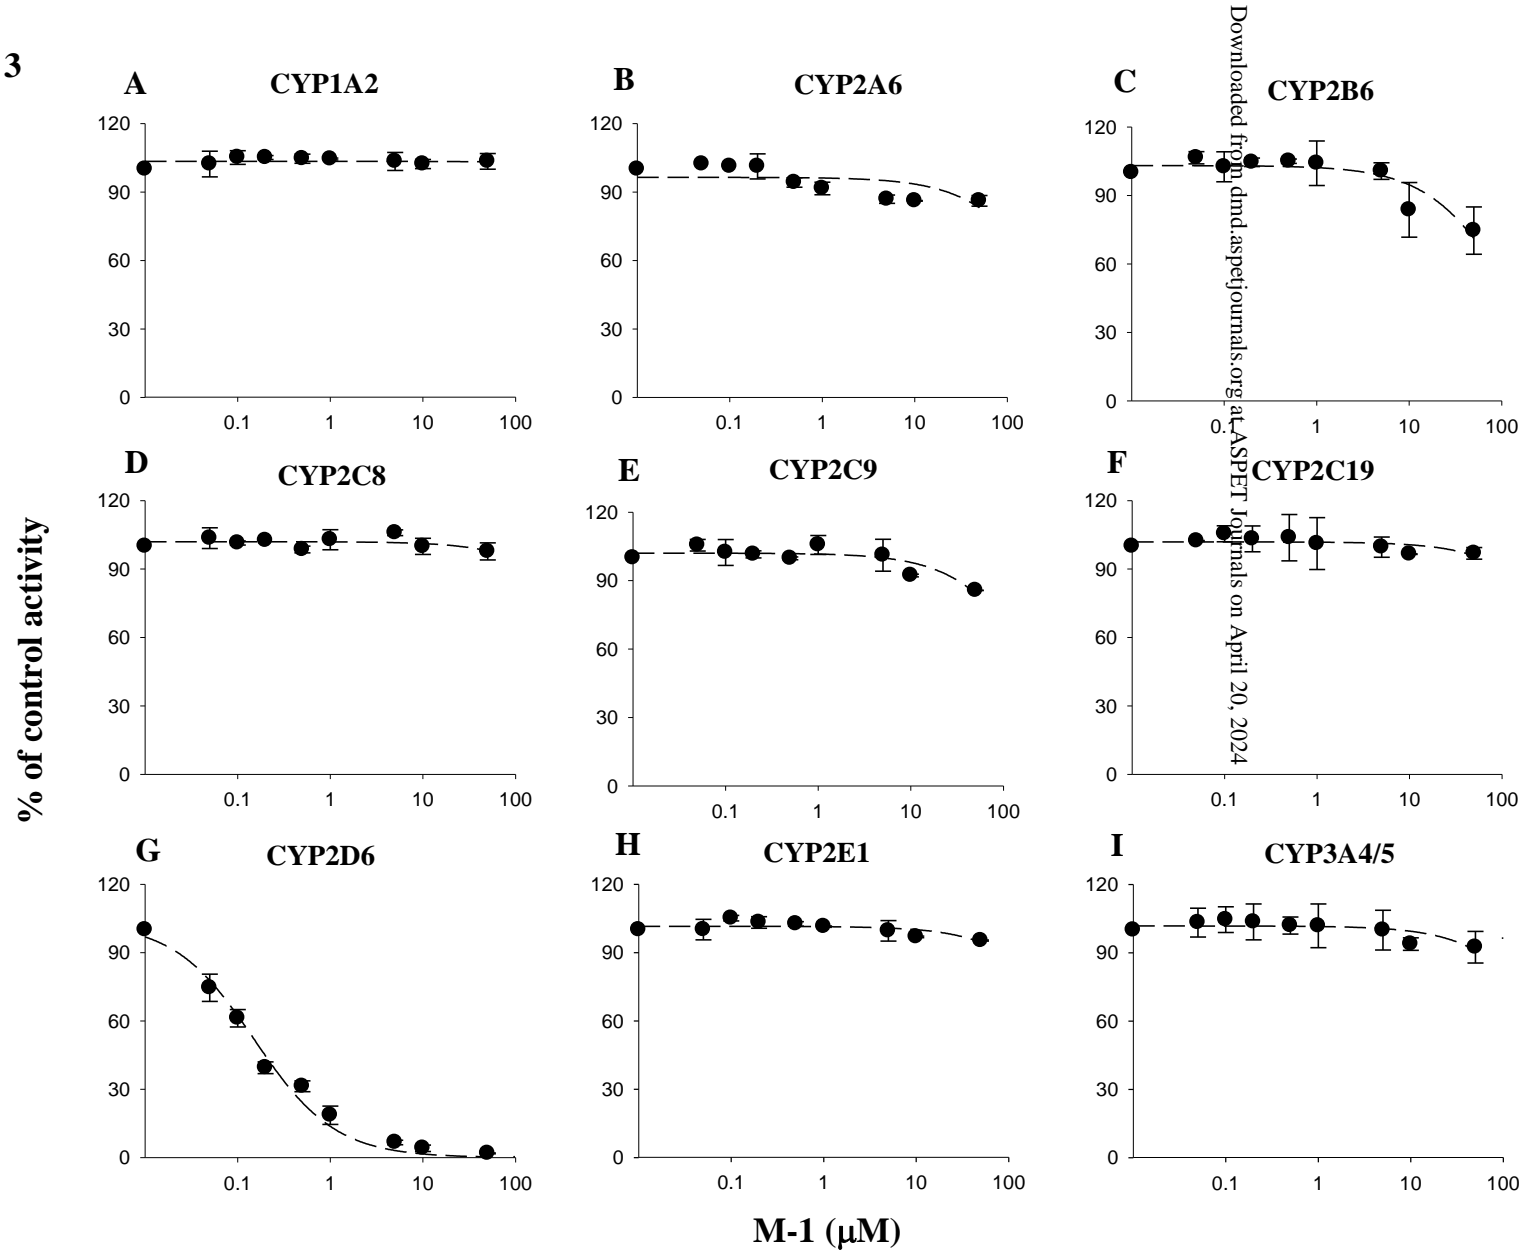 3
A CYP1A2
120
90
60
30
0
0.1 1 10 100
B CYP2A6
120
90
60
30
0
0.1 1 10 100
C CYP2B6
120
90
60
30
0
0.1 1 10 100
D CYP2C8
120
90
60
30
0
0.1 1 10 100
E CYP2C9
120
90
60
30
0
0.1 1 10 100
F CYP2C19
120
90
60
30
0
0.1 1 10 100
G CYP2D6
120
90
60
30
0
0.1 1 10 100
H CYP2E1
120
90
60
30
0
0.1 1 10 100
I CYP3A4/5
120
90
60
30
0
0.1 1 10 100
% of control activity
M-1 (μM)
Downloaded from dmd.aspetjournals.org at ASPET Journals on April 20, 2024